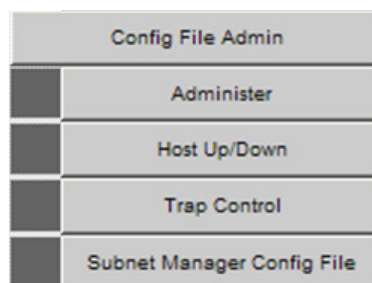 Config File Admin
Administer
Host Up/Down
Trap Control
Subnet Manager Config File